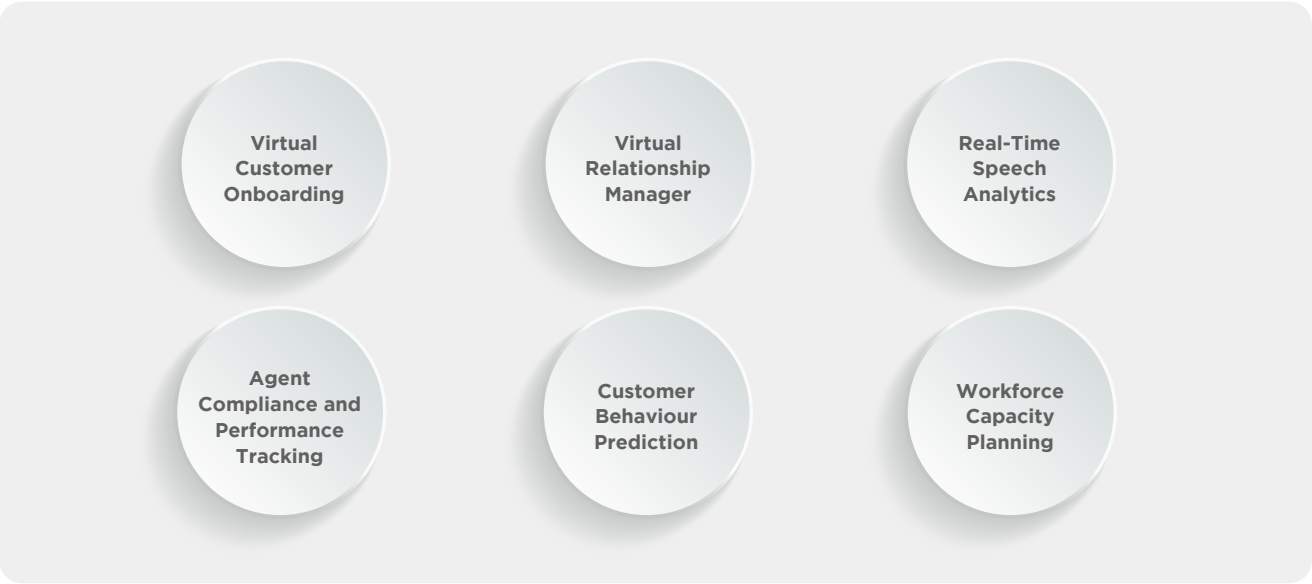 Virtual
Customer
Onboarding
Virtual
Relationship
Manager
Real-Time
Speech
Analytics
Agent
Compliance and
Performance
Tracking
Customer
Behaviour
Prediction
Workforce
Capacity
Planning